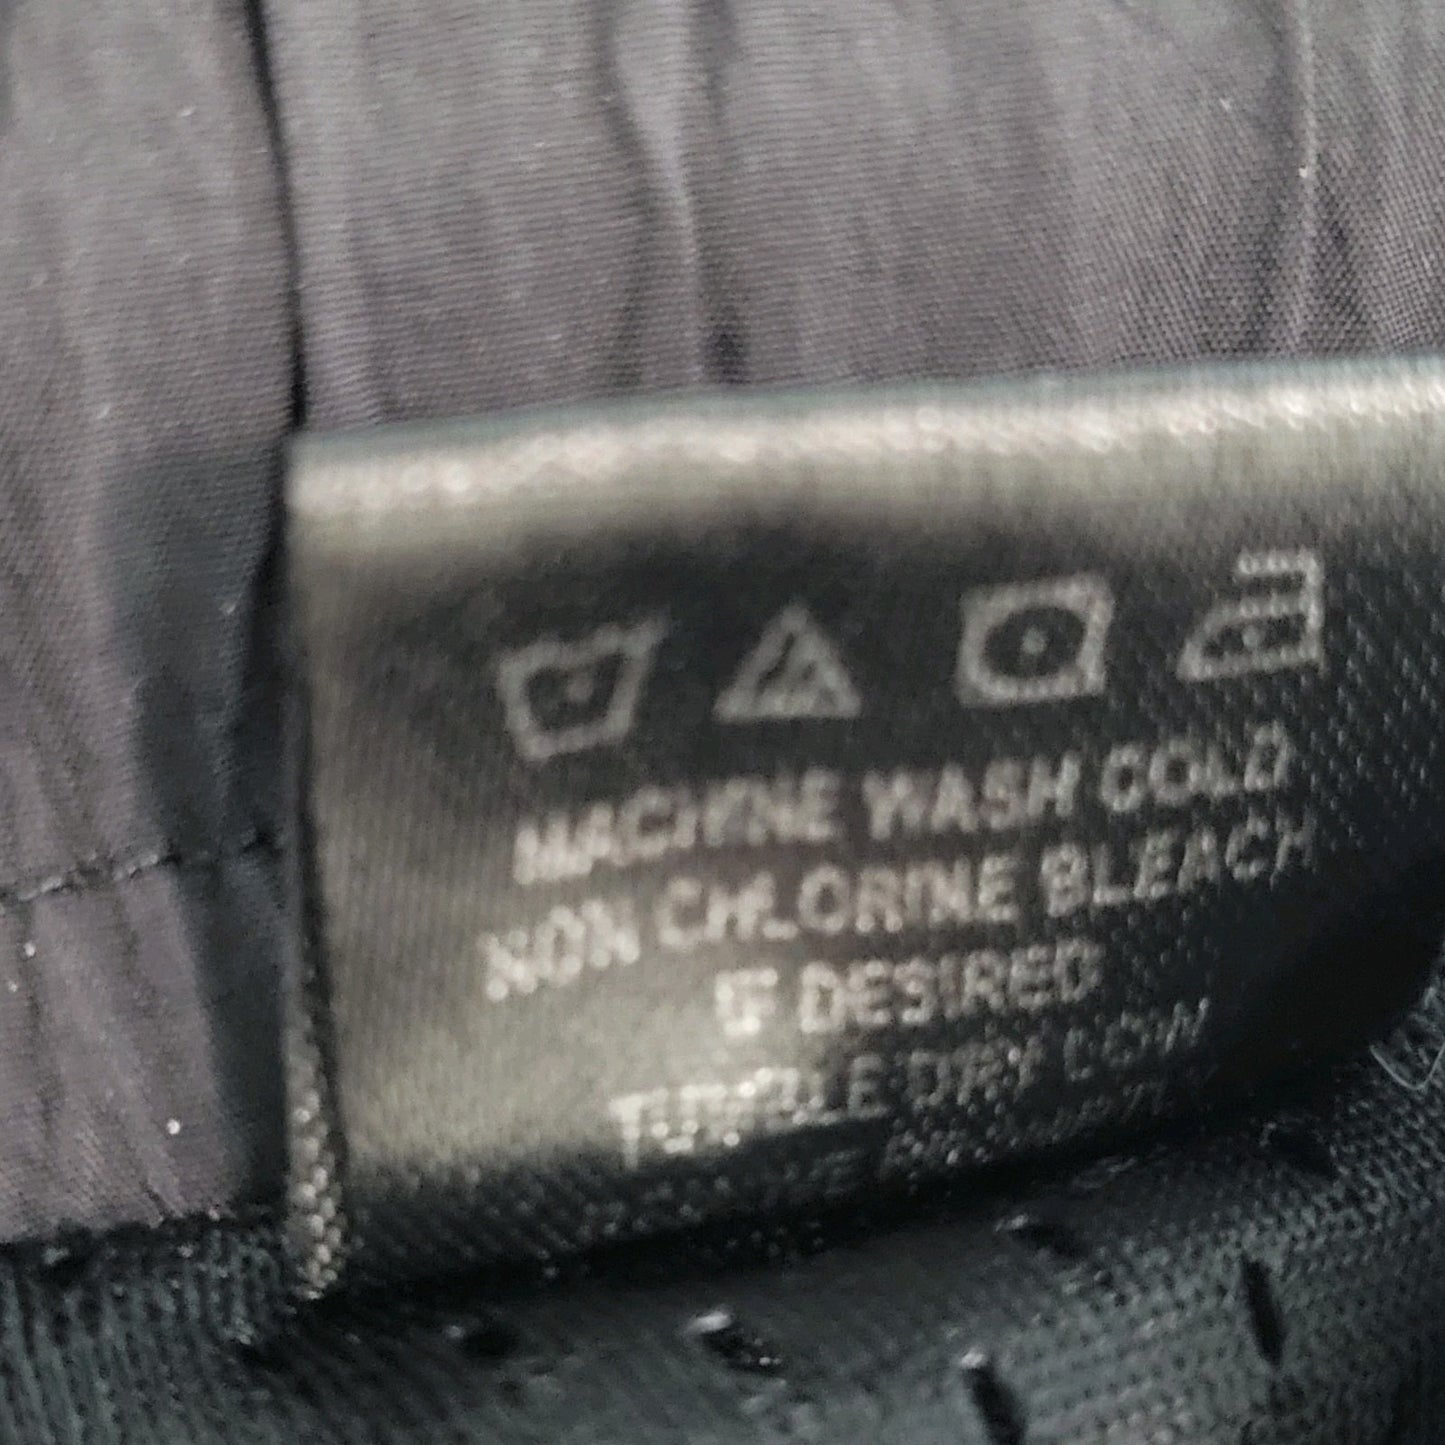 MACHINE WASH COLD
NON CHLORINE BLEACH
IF DESIRED
TUMBLE DRY LOW